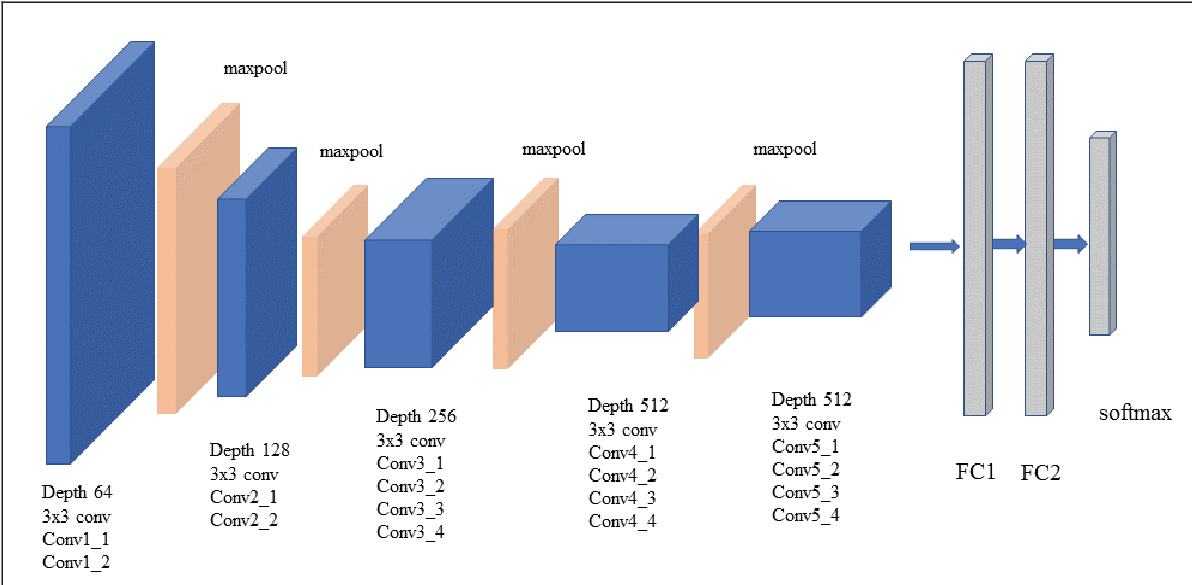 maxpool
maxpool
maxpool
maxpool
Depth 64
3x3 conv
Conv1_1
Conv1_2
Depth 128
3x3 conv
Conv2_1
Conv2_2
Depth 256
3x3 conv
Conv3_1
Conv3_2
Conv3_3
Conv3_4
Depth 512
3x3 conv
Conv4_1
Conv4_2
Conv4_3
Conv4_4
Depth 512
3x3 conv
Conv5_1
Conv5_2
Conv5_3
Conv5_4
FC1
FC2
softmax